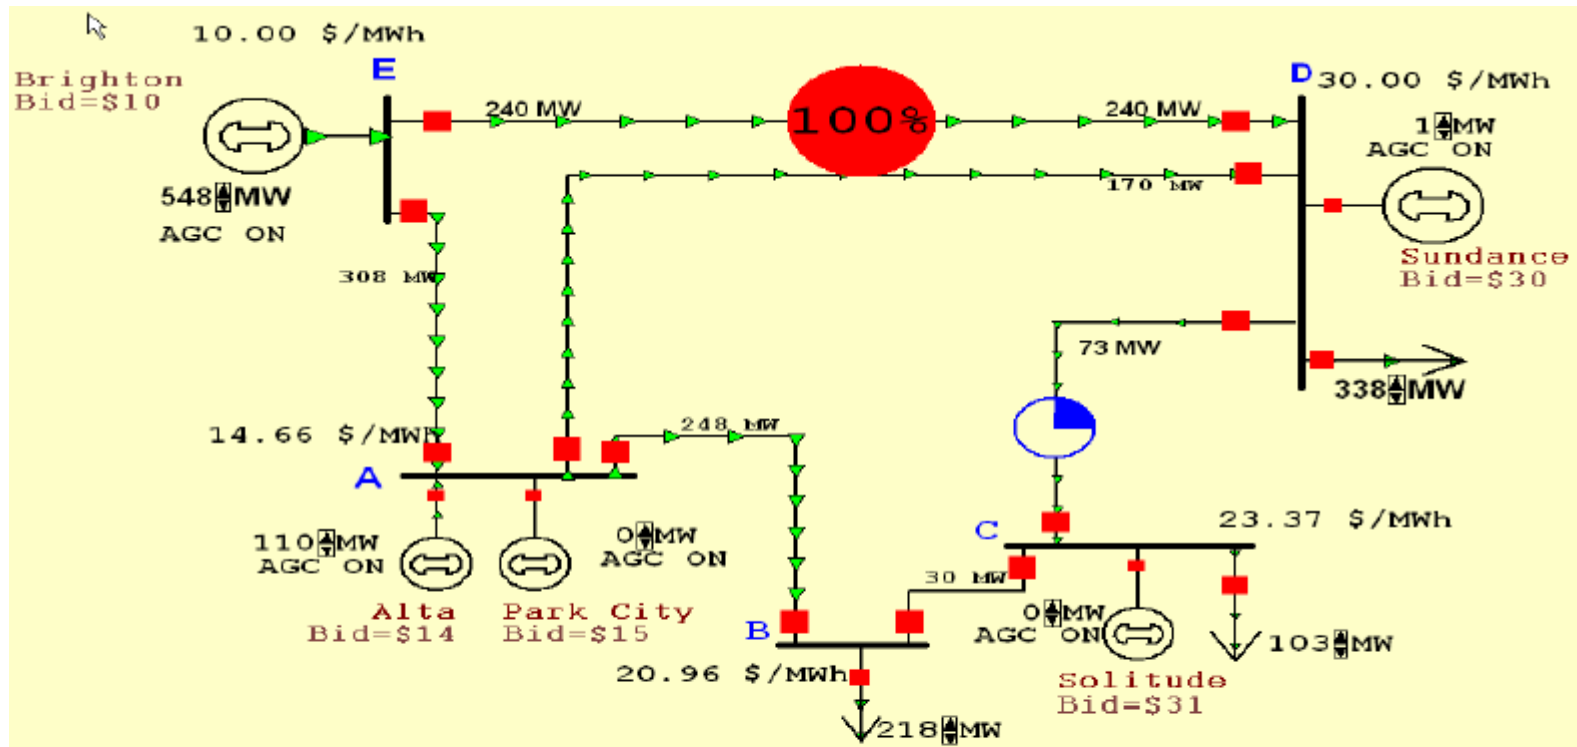 10.00 $/MWh
Brighton
Bid=$10
E
D
30.00 $/MWh
240 MW
100%
240 MW
1 MW
AGC ON
548 MW
AGC ON
170 MW
Sundance
Bid=$30
308 MW
73 MW
338 MW
14.66 $/MWh
248 MW
A
110 MW
AGC ON
0 MW
AGC ON
C
23.37 $/MWh
30 MW
Alta
Bid=$14
Park City
Bid=$15
0 MW
AGC ON
B
103 MW
20.96 $/MWh
Solitude
Bid=$31
218 MW